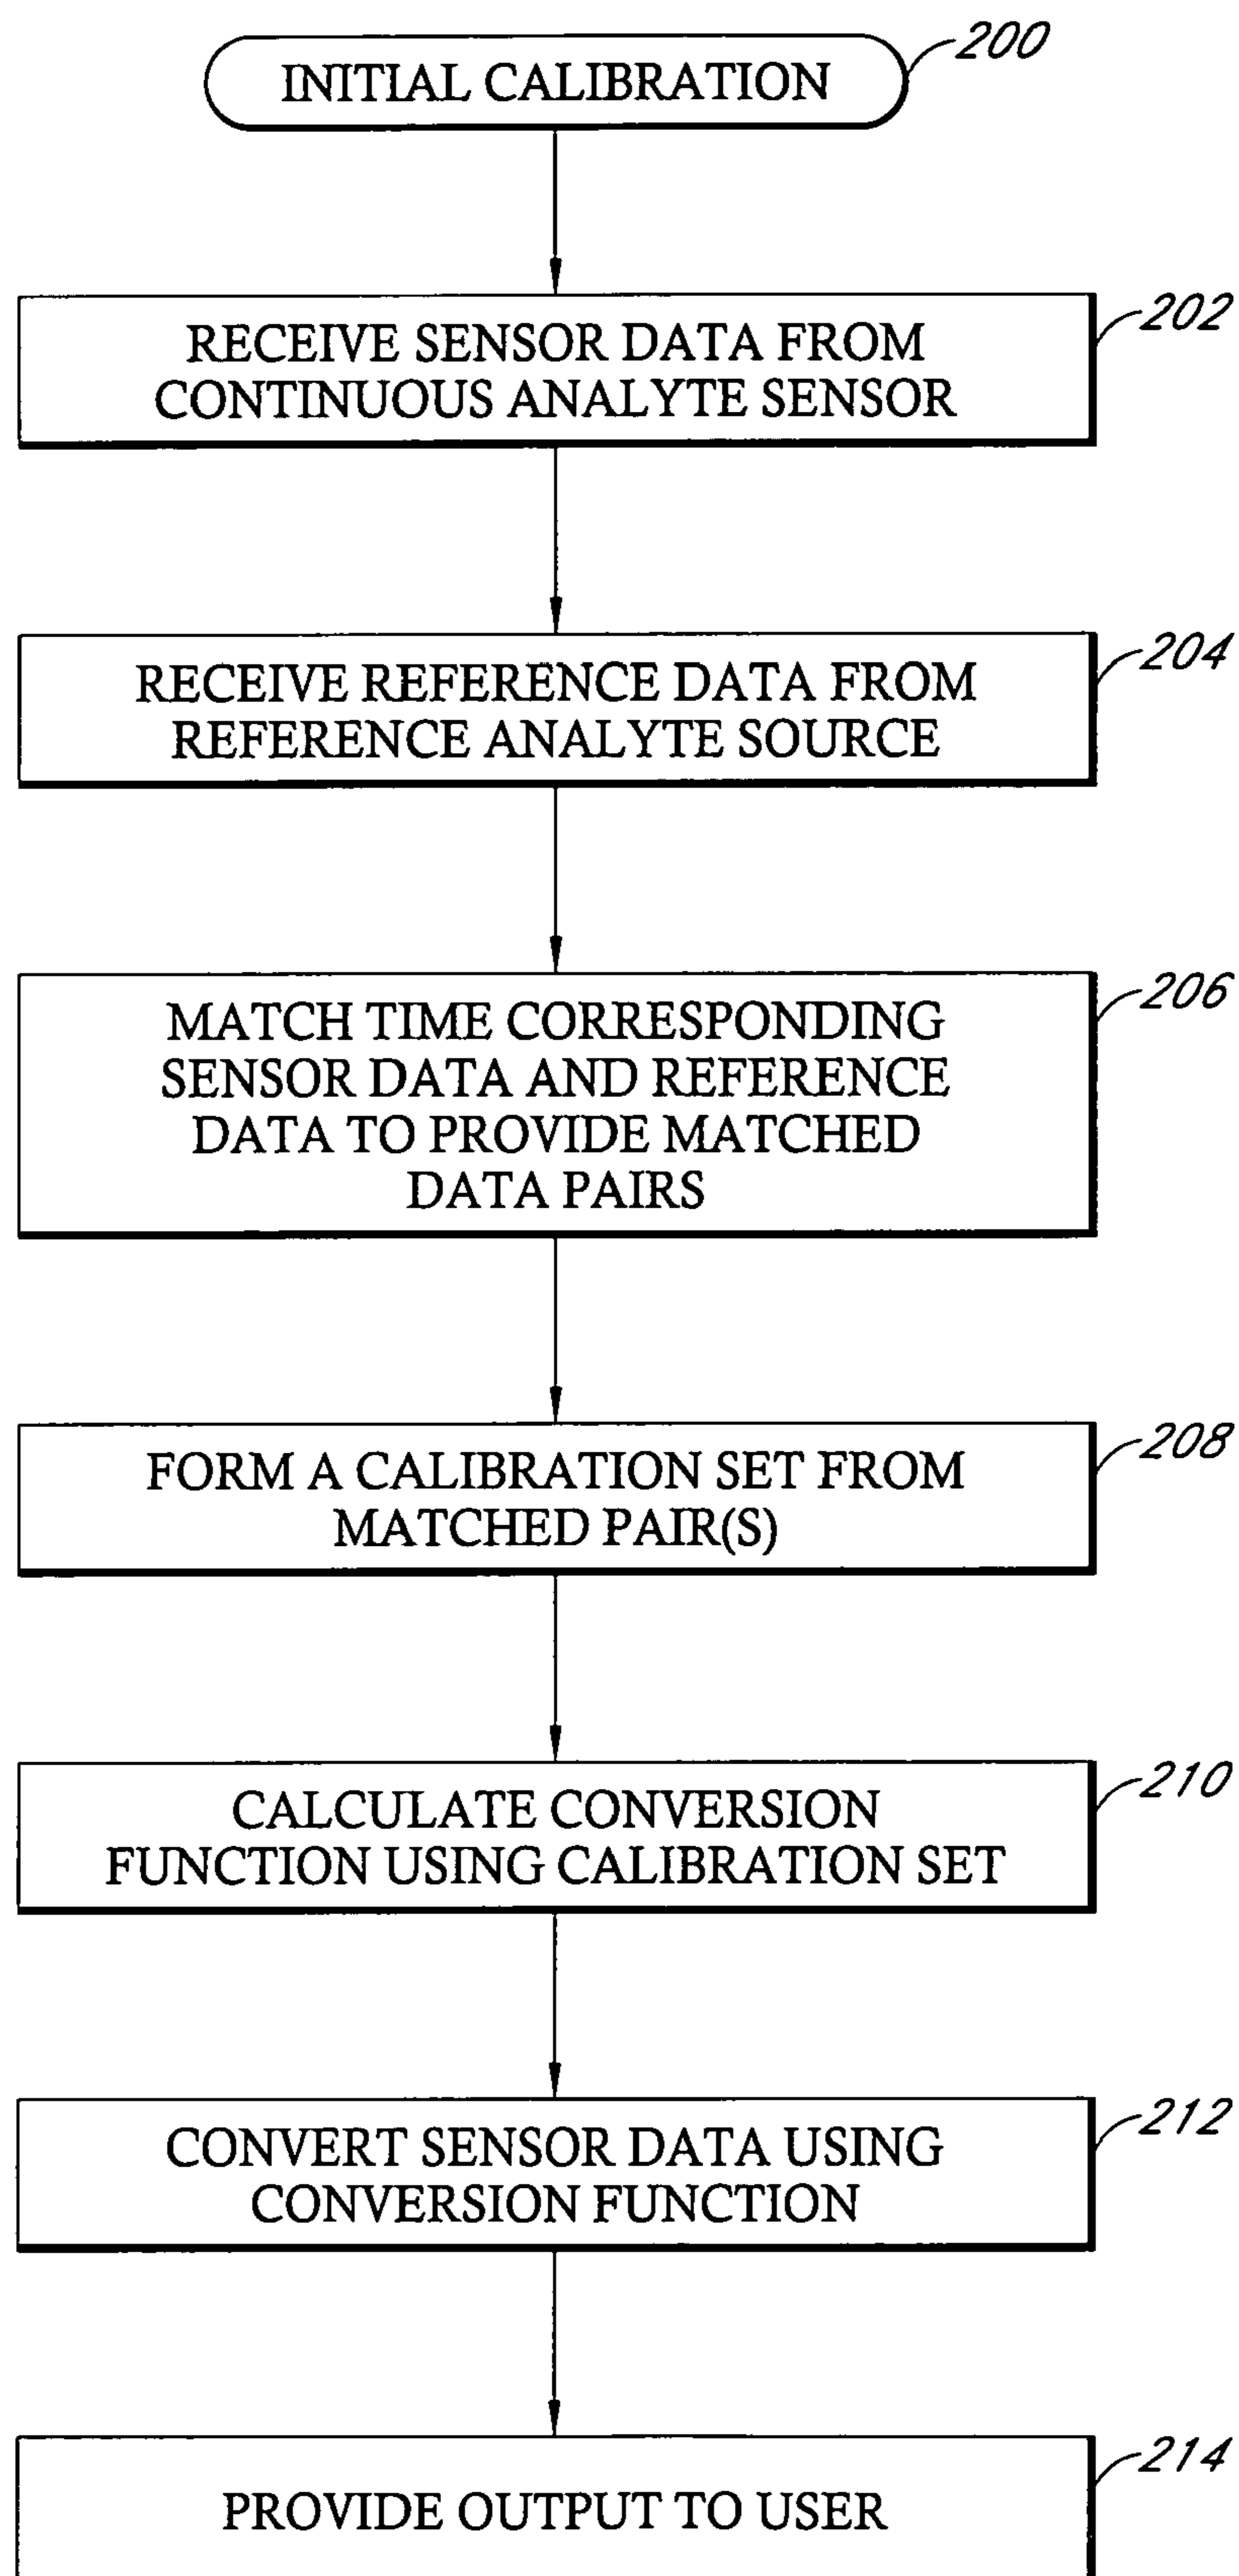 200
INITIAL CALIBRATION
202
RECEIVE SENSOR DATA FROM
CONTINUOUS ANALYTE SENSOR
204
RECEIVE REFERENCE DATA FROM
REFERENCE ANALYTE SOURCE
206
MATCH TIME CORRESPONDING
SENSOR DATA AND REFERENCE
DATA TO PROVIDE MATCHED
DATA PAIRS
208
FORM A CALIBRATION SET FROM
MATCHED PAIR(S)
210
CALCULATE CONVERSION
FUNCTION USING CALIBRATION SET
212
CONVERT SENSOR DATA USING
CONVERSION FUNCTION
214
PROVIDE OUTPUT TO USER